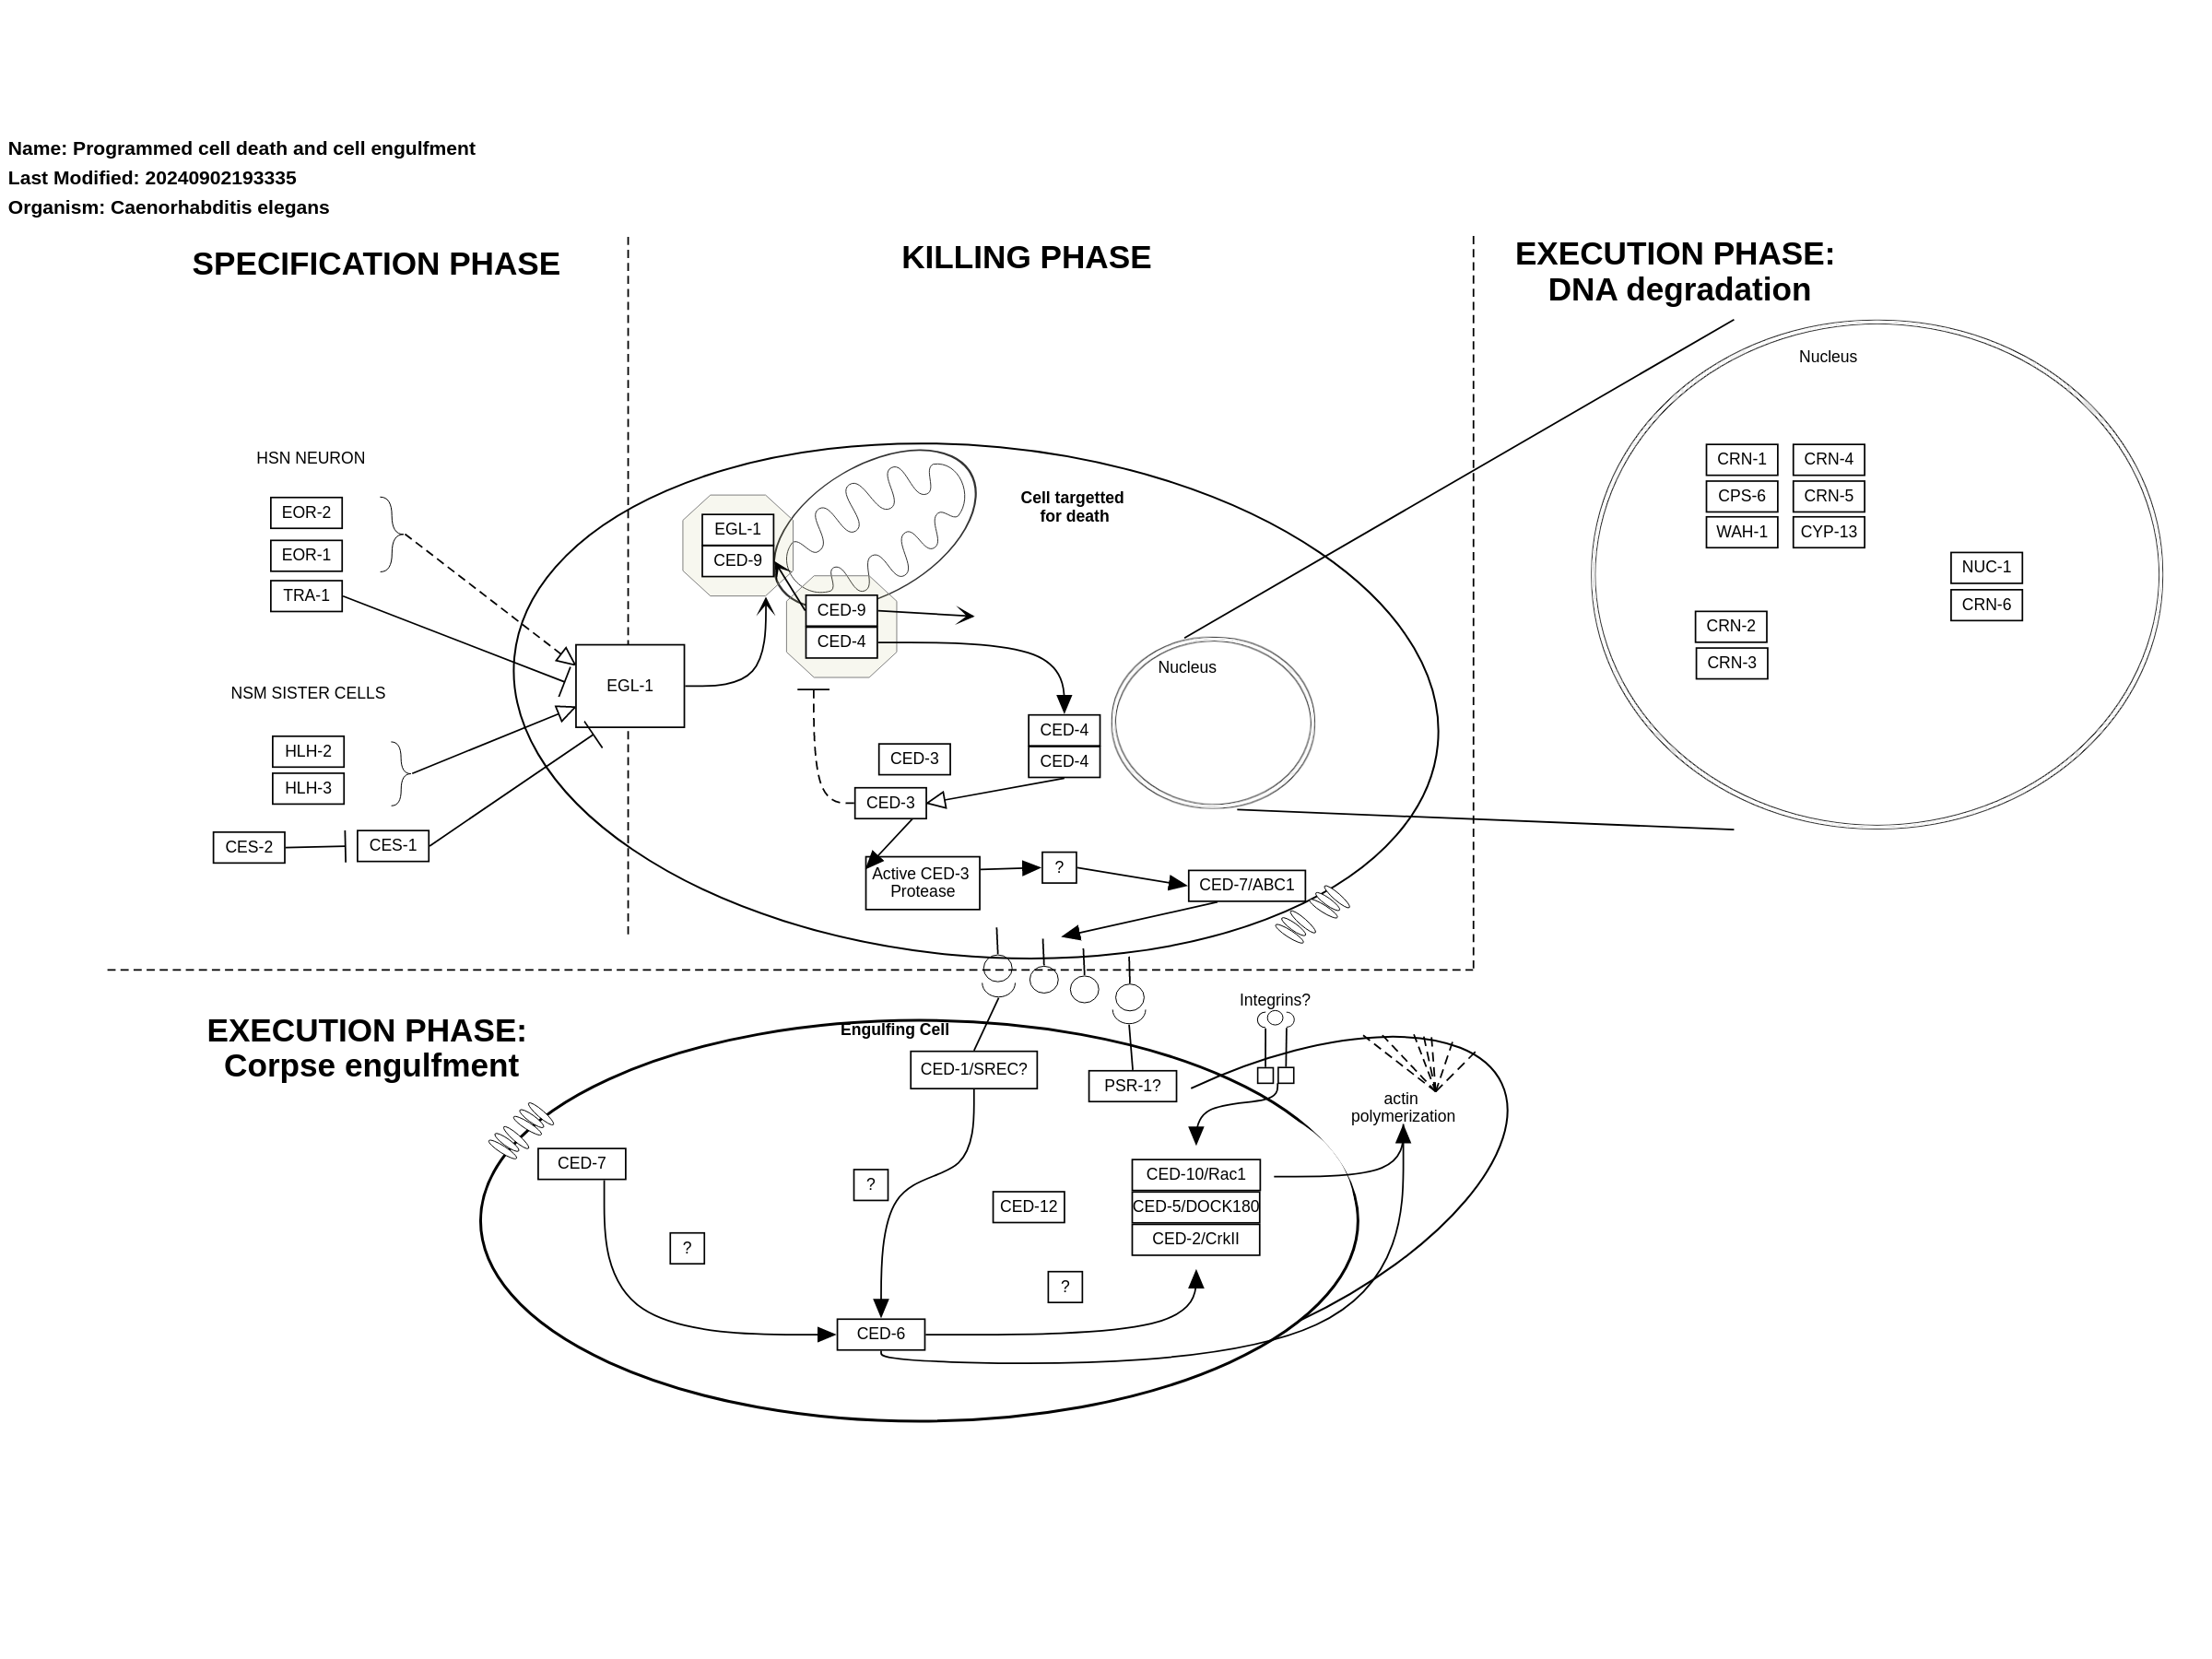 Name: Programmed cell death and cell engulfment
Last Modified: 20240902193335
Organism: Caenorhabditis elegans
SPECIFICATION PHASE
KILLING PHASE
EXECUTION PHASE:
DNA degradation
Nucleus
HSN NEURON
EOR-2
EOR-1
TRA-1
NSM SISTER CELLS
HLH-2
HLH-3
CES-2
CES-1
EGL-1
EGL-1
CED-9
Cell targetted
for death
CED-9
CED-4
Nucleus
CED-4
CED-4
CED-3
CED-3
Active CED-3
Protease
?
CED-7/ABC1
CRN-1
CRN-4
CPS-6
CRN-5
WAH-1
CYP-13
NUC-1
CRN-6
CRN-2
CRN-3
EXECUTION PHASE:
Corpse engulfment
Engulfing Cell
Integrins?
CED-1/SREC?
PSR-1?
actin
polymerization
CED-7
?
CED-10/Rac1
CED-12
CED-5/DOCK180
CED-2/CrkII
?
?
CED-6